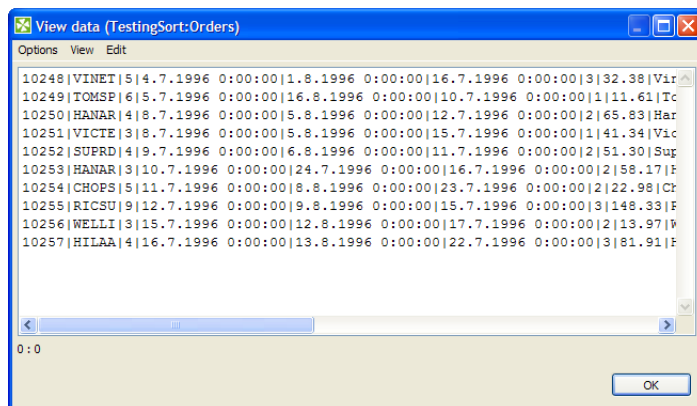 View data (TestingSort:Orders)
Options View Edit
10248|VINET|5|4.7.1996 0:00:00|1.8.1996 0:00:00|16.7.1996 0:00:00|3|32.38|Vin
10249|TOMSP|6|5.7.1996 0:00:00|16.8.1996 0:00:00|10.7.1996 0:00:00|1|11.61|To
10250|HANAR|4|8.7.1996 0:00:00|5.8.1996 0:00:00|12.7.1996 0:00:00|2|65.83|Han
10251|VICTE|3|8.7.1996 0:00:00|5.8.1996 0:00:00|15.7.1996 0:00:00|1|41.34|Vic
10252|SUPRD|4|9.7.1996 0:00:00|6.8.1996 0:00:00|11.7.1996 0:00:00|2|51.30|Sup
10253|HANAR|3|10.7.1996 0:00:00|24.7.1996 0:00:00|16.7.1996 0:00:00|2|58.17|H
10254|CHOPS|5|11.7.1996 0:00:00|8.8.1996 0:00:00|23.7.1996 0:00:00|2|22.98|Ch
10255|RICSU|9|12.7.1996 0:00:00|9.8.1996 0:00:00|15.7.1996 0:00:00|3|148.33|R
10256|WELLI|3|15.7.1996 0:00:00|12.8.1996 0:00:00|17.7.1996 0:00:00|2|13.97|W
10257|HILAA|4|16.7.1996 0:00:00|13.8.1996 0:00:00|22.7.1996 0:00:00|3|81.91|H
0:0
OK